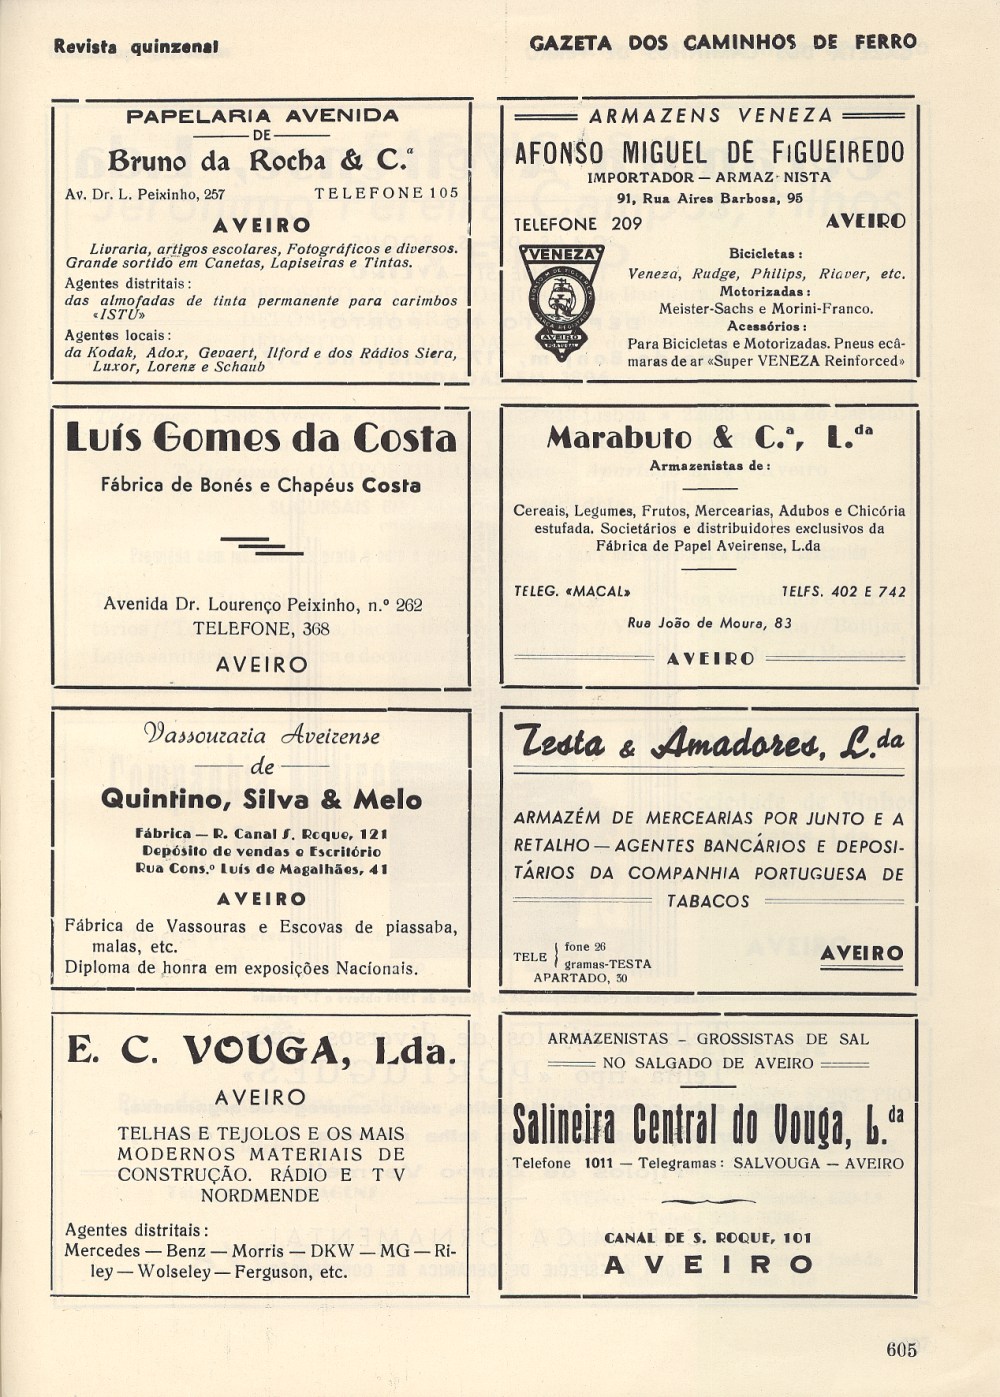 Revista quinzenal
GAZETA DOS CAMINHOS DE FERRO
PAPELARIA AVENIDA
DE
Bruno da Rocha & C.ª
Av. Dr. L. Peixinho, 257 TELEFONE 105
AVEIRO
Livraria, artigos escolares, Fotográficos e diversos.
Grande sortido em Canetas, Lapiseiras e Tintas.
Agentes distritais:
das almofadas de tinta permanente para carimbos
«ISTU»
Agentes locais:
da Kodak, Adox, Gevaert, Ilford e dos Rádios Siera,
Luxor, Lorenz e Schaub
ARMAZENS VENEZA
AFONSO MIGUEL DE FIGUEIREDO
IMPORTADOR — ARMAZ NISTA
91, Rua Aires Barbosa, 95
TELEFONE 209 AVEIRO
VENEZA
AVEIRO
PORTUGAL
Bicicletas:
Veneza, Rudge, Philips, Riaver, etc.
Motorizadas:
Meister-Sachs e Morini-Franco.
Acessórios:
Para Bicicletas e Motorizadas. Pneus ecâ-
maras de ar «Super VENEZA Reinforced»
Luís Gomes da Costa
Fábrica de Bonés e Chapéus Costa
Avenida Dr. Lourenço Peixinho, n.º 262
TELEFONE, 368
AVEIRO
Marabuto & C.ª, L.da
Armazenistas de:
Cereais, Legumes, Frutos, Mercearias, Adubos e Chicória
estufada. Societários e distribuidores exclusivos da
Fábrica de Papel Aveirense, L.da
TELEG. «MACAL» TELFS. 402 E 742
Rua João de Moura, 83
AVEIRO
Vassouraria Aveirense
de
Quintino, Silva & Melo
Fábrica — R. Canal S. Roque, 121
Depósito de vendas e Escritório
Rua Cons.º Luís de Magalhães, 41
AVEIRO
Fábrica de Vassouras e Escovas de piassaba,
malas, etc.
Diploma de honra em exposições Nacionais.
Testa & Amadores, L.da
ARMAZÉM DE MERCEARIAS POR JUNTO E A
RETALHO — AGENTES BANCÁRIOS E DEPOSI-
TÁRIOS DA COMPANHIA PORTUGUESA DE
TABACOS
TELE { fone 26
gramas-TESTA
APARTADO, 50
AVEIRO
E. C. VOUGA, Lda.
AVEIRO
TELHAS E TEJOLOS E OS MAIS
MODERNOS MATERIAIS DE
CONSTRUÇÃO. RÁDIO E T V
NORDMENDE
Agentes distritais:
Mercedes — Benz — Morris — DKW — MG — Ri-
ley — Wolseley — Ferguson, etc.
ARMAZENISTAS - GROSSISTAS DE SAL
NO SALGADO DE AVEIRO
Salineira Central do Vouga, L.da
Telefone 1011 — Telegramas: SALVOUGA — AVEIRO
CANAL DE S. ROQUE, 101
AVEIRO
605